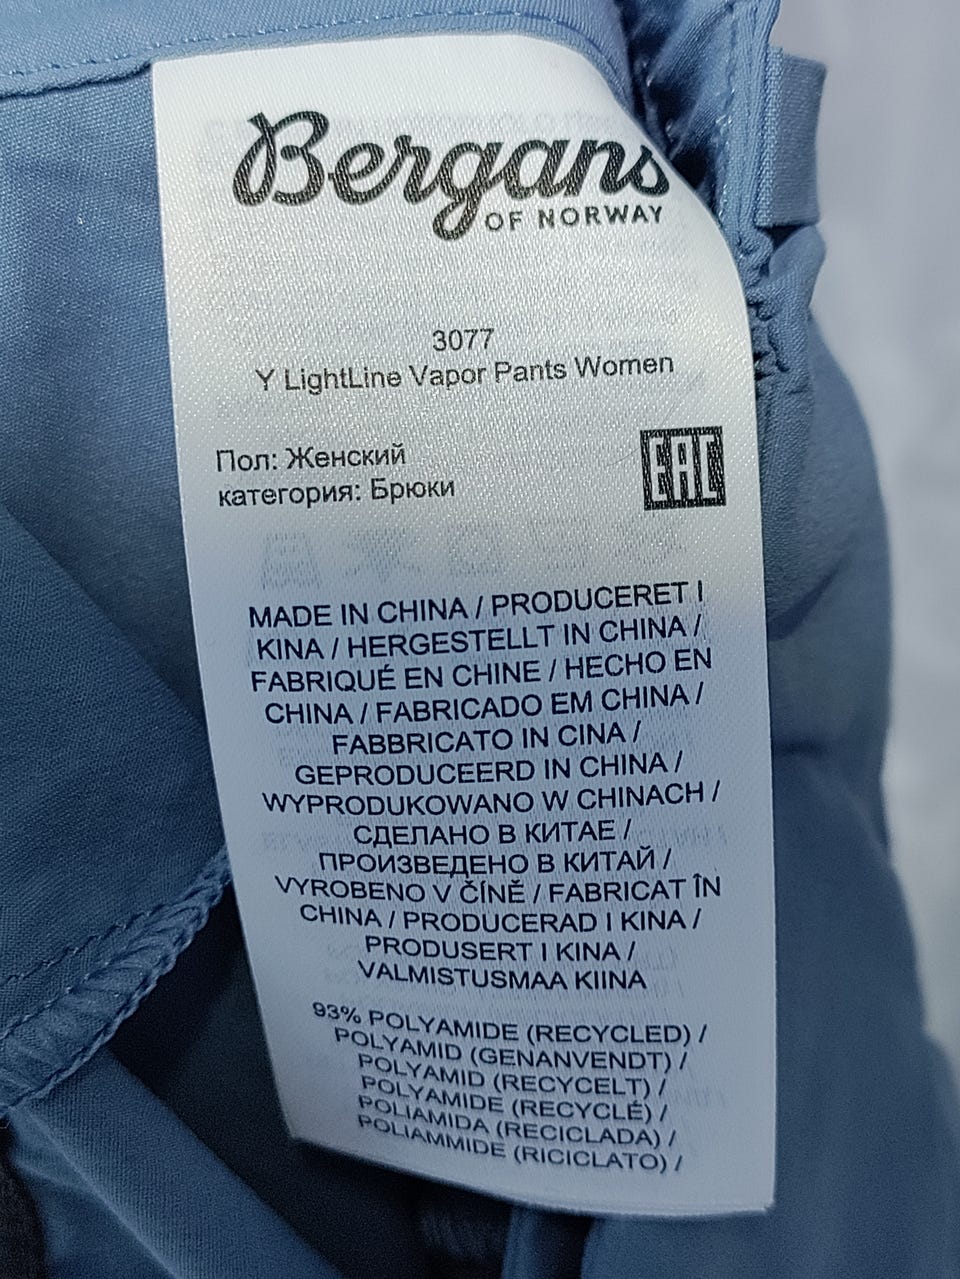 Bergans
OF NORWAY
3077
Y LightLine Vapor Pants Women
Пол: Женский
категория: Брюки
EAC
MADE IN CHINA / PRODUCERET I
KINA / HERGESTELLT IN CHINA /
FABRIQUÉ EN CHINE / HECHO EN
CHINA / FABRICADO EM CHINA /
FABBRICATO IN CINA /
GEPRODUCEERD IN CHINA /
WYPRODUKOWANO W CHINACH /
СДЕЛАНО В КИТАЕ /
ПРОИЗВЕДЕНО В КИТАЙ /
VYROBENO V ČÍNĚ / FABRICAT ÎN
CHINA / PRODUCERAD I KINA /
PRODUSERT I KINA /
VALMISTUSMAA KIINA
93% POLYAMIDE (RECYCLED) /
POLYAMID (GENANVENDT) /
POLYAMID (RECYCELT) /
POLYAMIDE (RECYCLÉ) /
POLIAMIDA (RECICLADA) /
POLIAMMIDE (RICICLATO) /